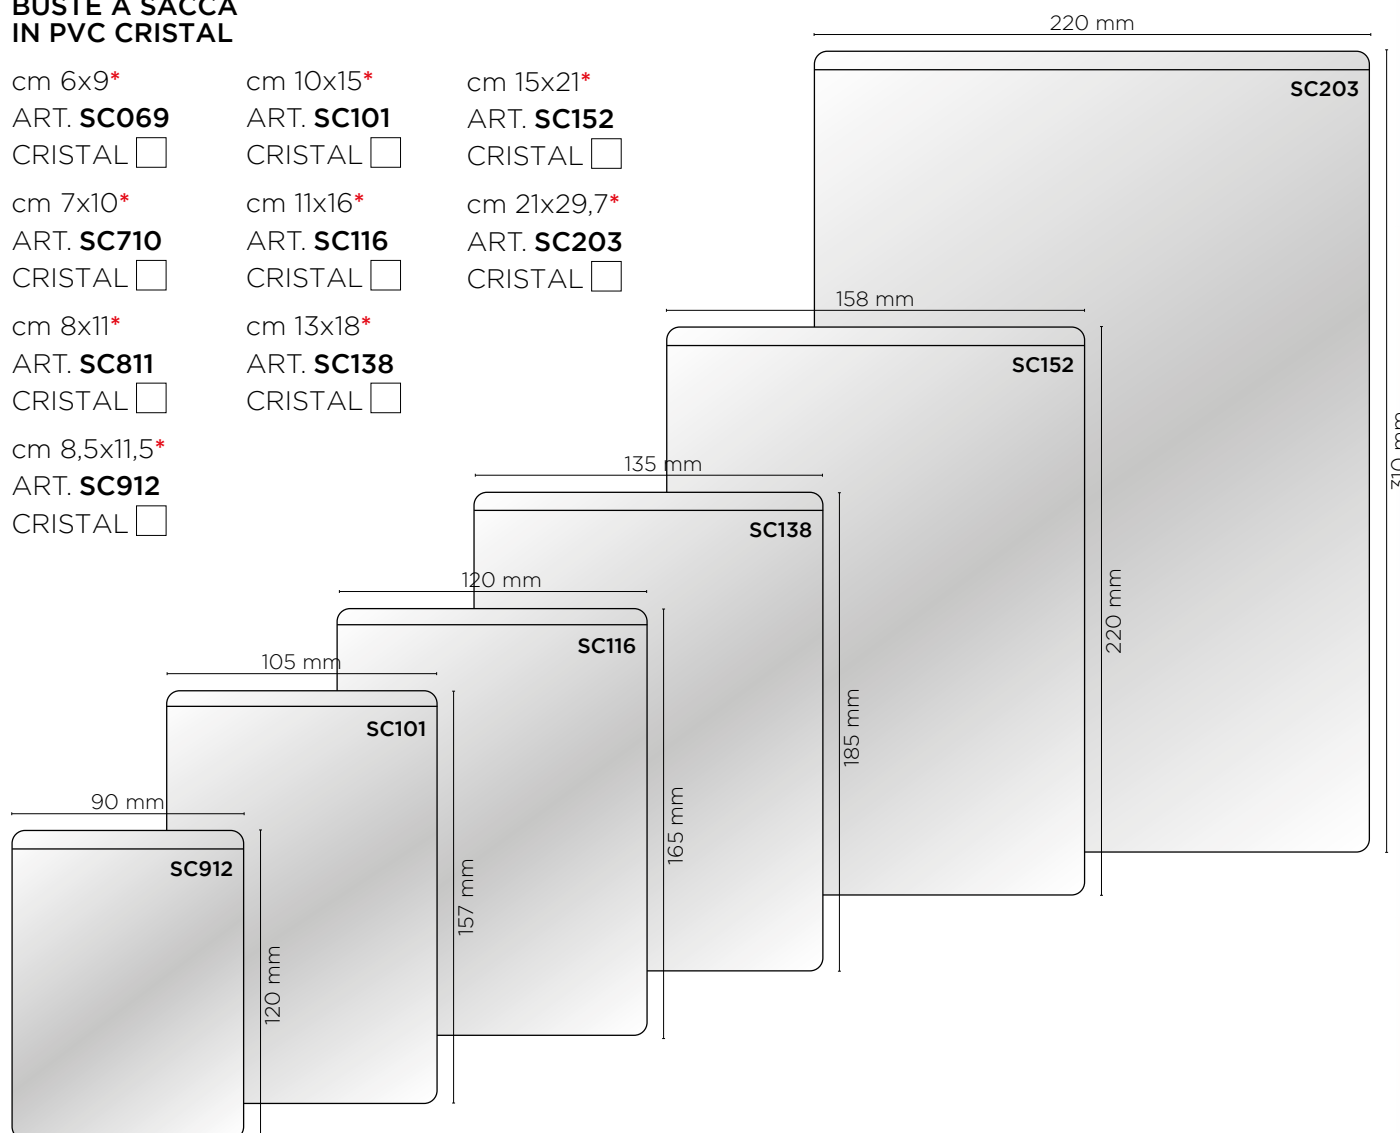 BUSTE A SACCA
IN PVC CRISTAL
cm 6x9*
ART. SC069
CRISTAL
cm 7x10*
ART. SC710
CRISTAL
cm 8x11*
ART. SC811
CRISTAL
cm 8,5x11,5*
ART. SC912
CRISTAL
cm 10x15*
ART. SC101
CRISTAL
cm 11x16*
ART. SC116
CRISTAL
cm 13x18*
ART. SC138
CRISTAL
cm 15x21*
ART. SC152
CRISTAL
cm 21x29,7*
ART. SC203
CRISTAL
220 mm
SC203
310 mm
158 mm
SC152
220 mm
135 mm
SC138
185 mm
120 mm
SC116
165 mm
105 mm
SC101
157 mm
90 mm
SC912
120 mm